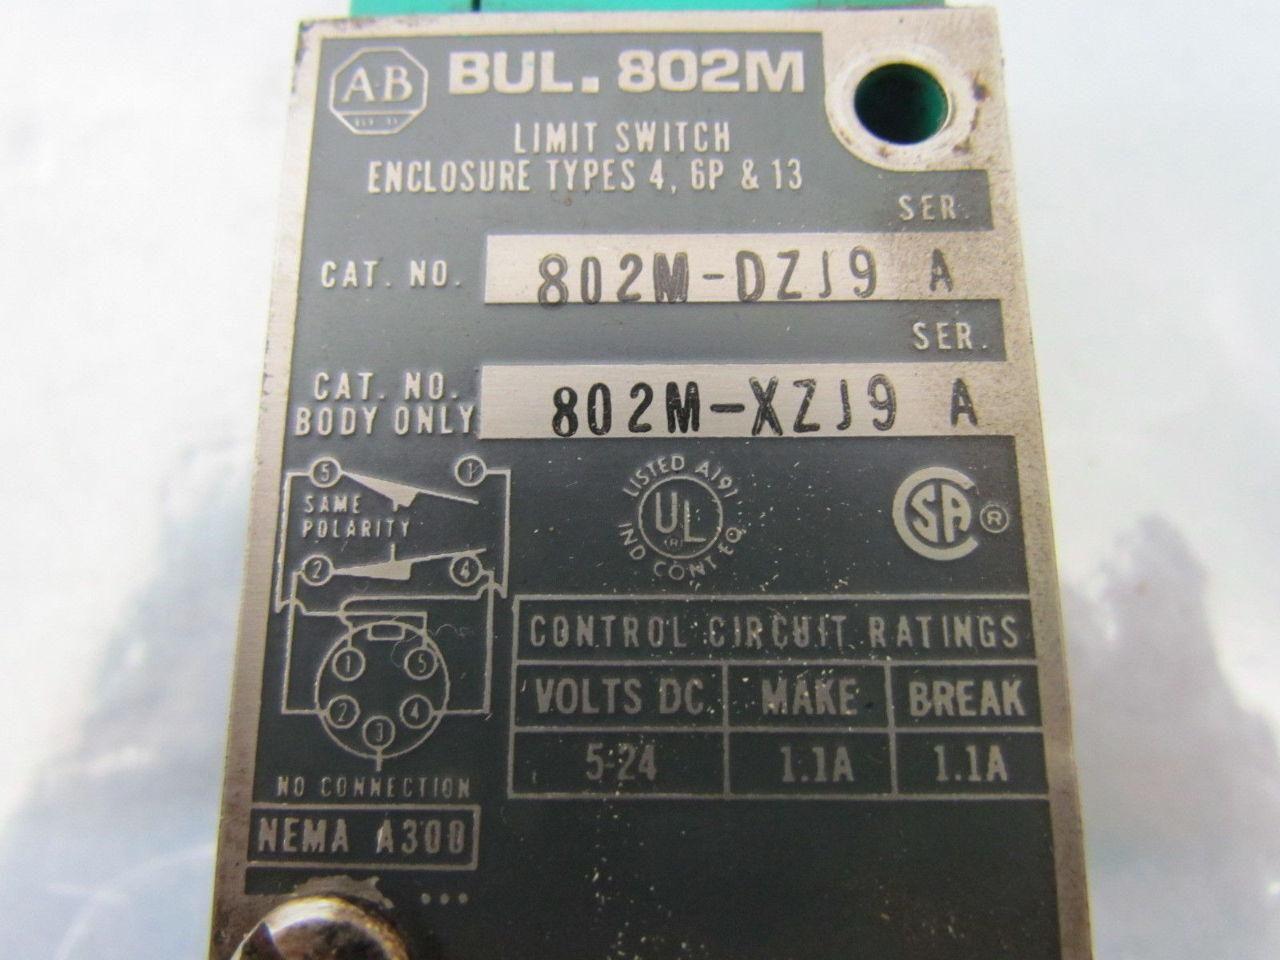 A·B
BUL. 802M
LIMIT SWITCH
ENCLOSURE TYPES 4, 6P & 13
SER.
CAT. NO. 802M-DZJ9 A
SER.
CAT. NO.
BODY ONLY 802M-XZJ9 A
5 1
SAME
POLARITY
2 4
LISTED A191
UL
(R)
IND CONT EQ
CSA ®
1 5
2 4
3
NO CONNECTION
NEMA A300
CONTROL CIRCUIT RATINGS
VOLTS DC MAKE BREAK
5-24 1.1A 1.1A